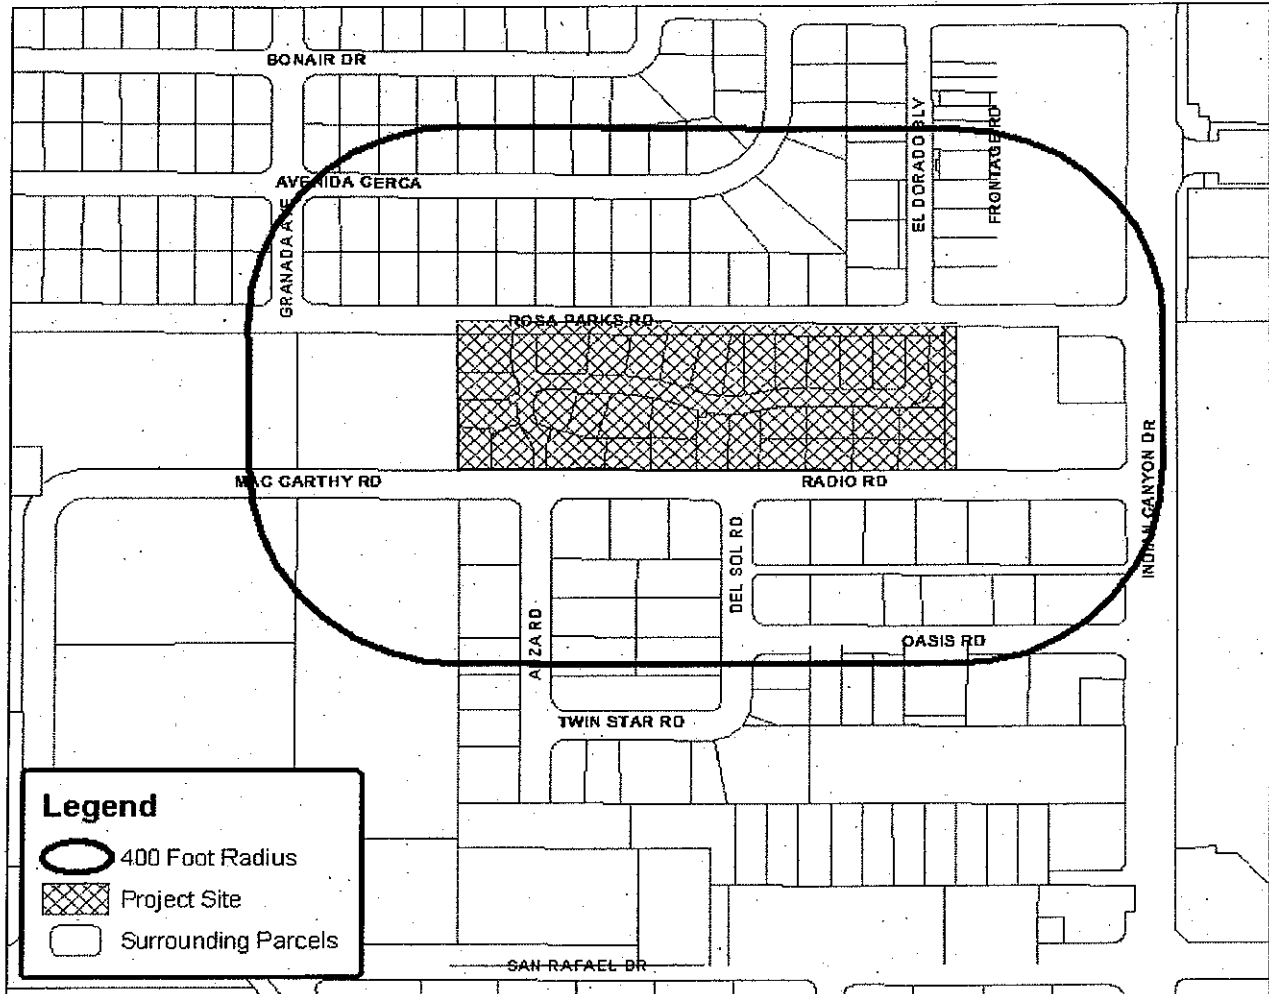 BONAIR DR
AVENIDA CERCA
GRANADA AVE
EL DORADO BLV
FRONTAGE RD
ROSA PARKS RD
MAC CARTHY RD
RADIO RD
INDIAN CANYON DR
DEL SOL RD
OASIS RD
TWIN STAR RD
SAN RAFAEL DR
Legend
400 Foot Radius
Project Site
Surrounding Parcels